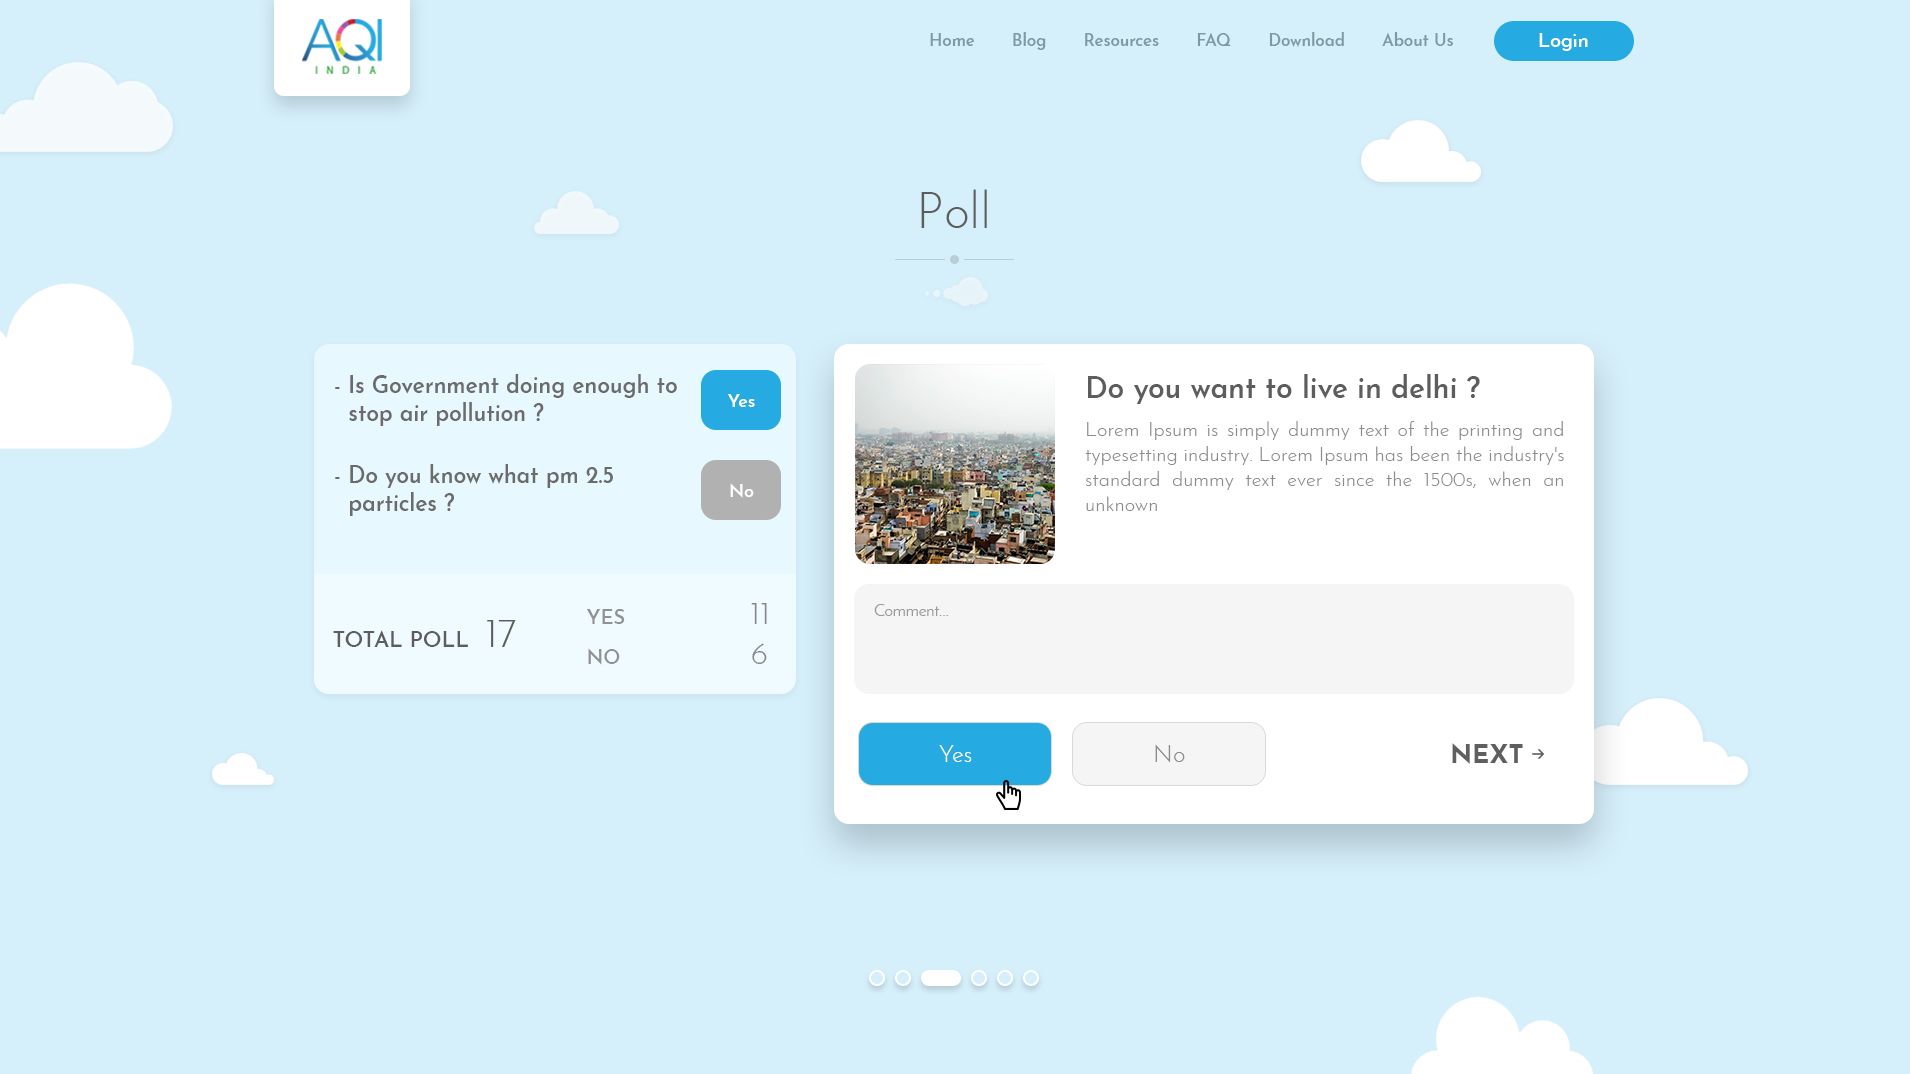 AQI
INDIA
Home
Blog
Resources
FAQ
Download
About Us
Login
Poll
- Is Government doing enough to
stop air pollution ?
Yes
- Do you know what pm 2.5
particles ?
No
TOTAL POLL 17
YES 11
NO 6
Do you want to live in delhi ?
Lorem Ipsum is simply dummy text of the printing and
typesetting industry. Lorem Ipsum has been the industry's
standard dummy text ever since the 1500s, when an
unknown
Comment...
Yes
No
NEXT →